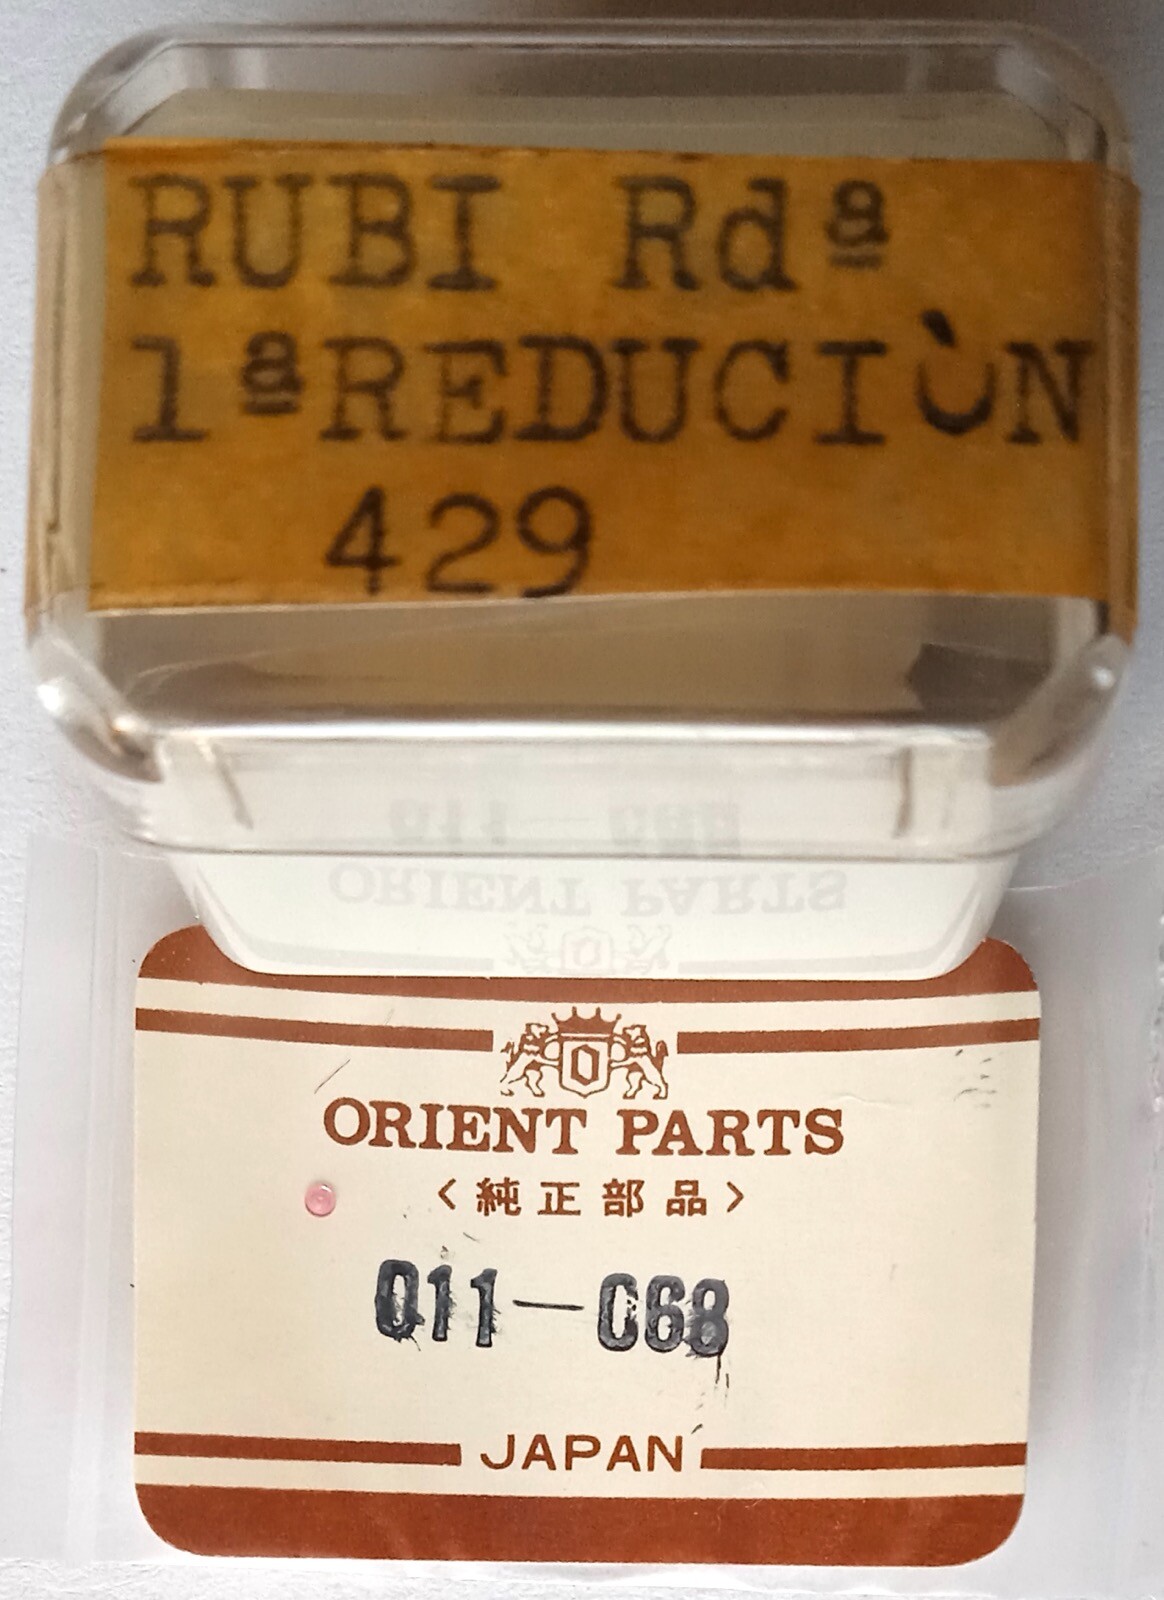 RUBI Rdª
1ªREDUCIÒN
429
ORIENT PARTS
<純正部品>
011-068
JAPAN